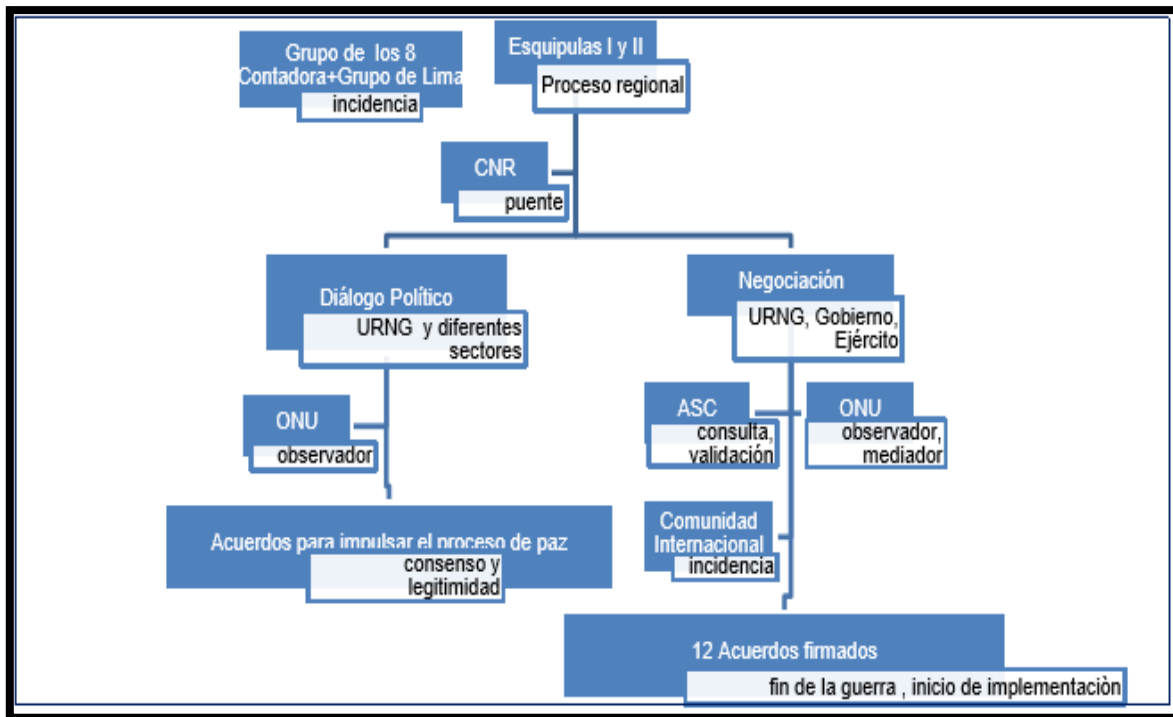 Grupo de los 8
Contadora+Grupo de Lima
incidencia
Esquipulas I y II
Proceso regional
CNR
puente
Diálogo Político
URNG y diferentes
sectores
Negociación
URNG, Gobierno,
Ejército
ONU
observador
ASC
consulta,
validación
ONU
observador,
mediador
Acuerdos para impulsar el proceso de paz
consenso y
legitimidad
Comunidad
Internacional
incidencia
12 Acuerdos firmados
fin de la guerra , inicio de implementaciòn